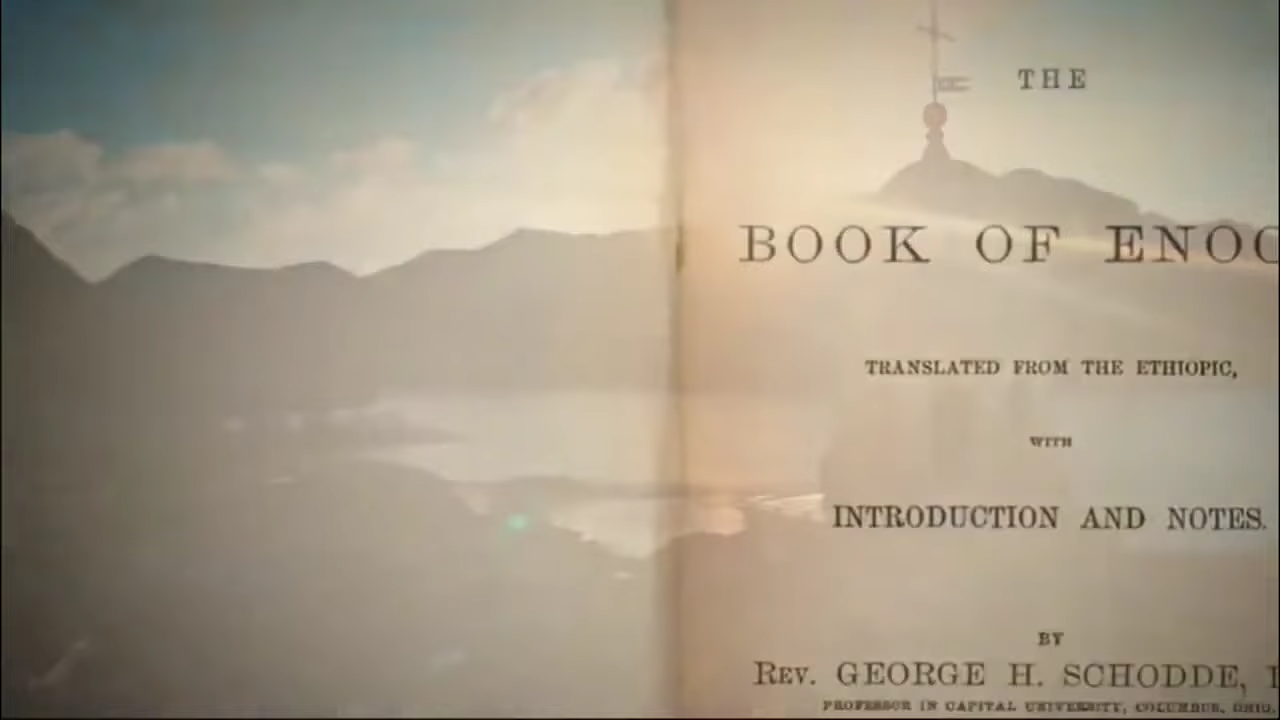 THE
BOOK OF ENOC
TRANSLATED FROM THE ETHIOPIC,
WITH
INTRODUCTION AND NOTES.
BY
REV. GEORGE H. SCHODDE,
PROFESSOR IN CAPITAL UNIVERSITY, COLUMBUS, OHIO.